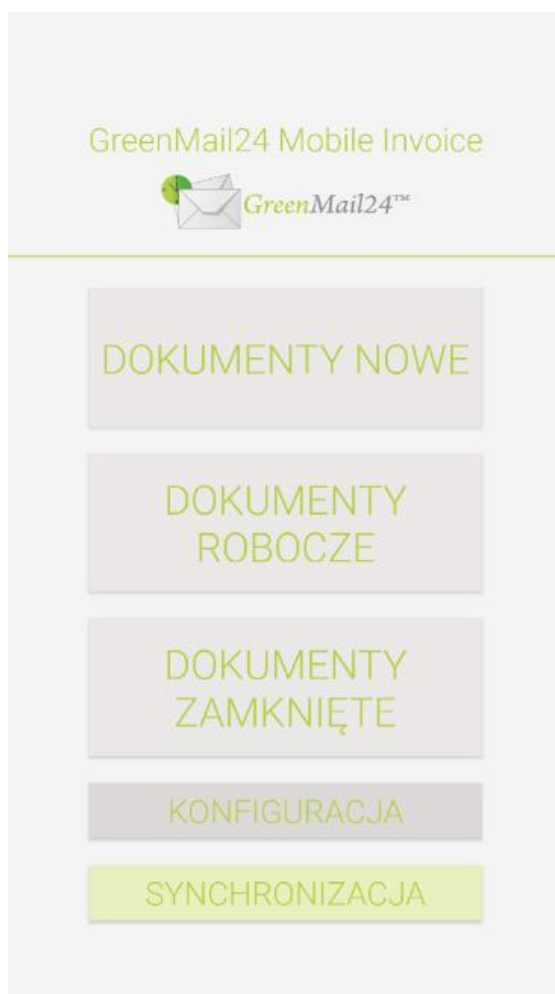 GreenMail24 Mobile Invoice
GreenMail24™
DOKUMENTY NOWE
DOKUMENTY
ROBOCZE
DOKUMENTY
ZAMKNIĘTE
KONFIGURACJA
SYNCHRONIZACJA